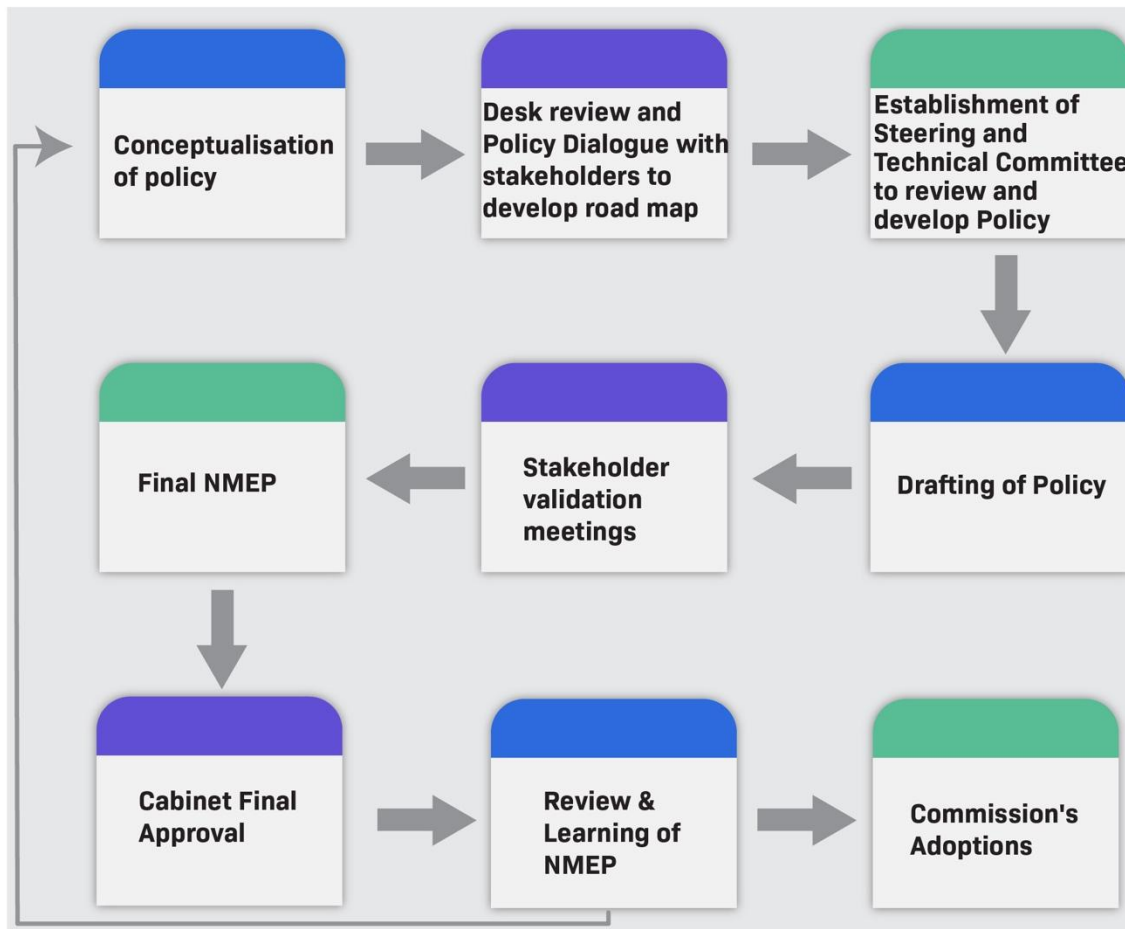 Conceptualisation
of policy
Desk review and
Policy Dialogue with
stakeholders to
develop road map
Establishment of
Steering and
Technical Committee
to review and
develop Policy
Drafting of Policy
Stakeholder
validation
meetings
Final NMEP
Cabinet Final
Approval
Review &
Learning of
NMEP
Commission's
Adoptions